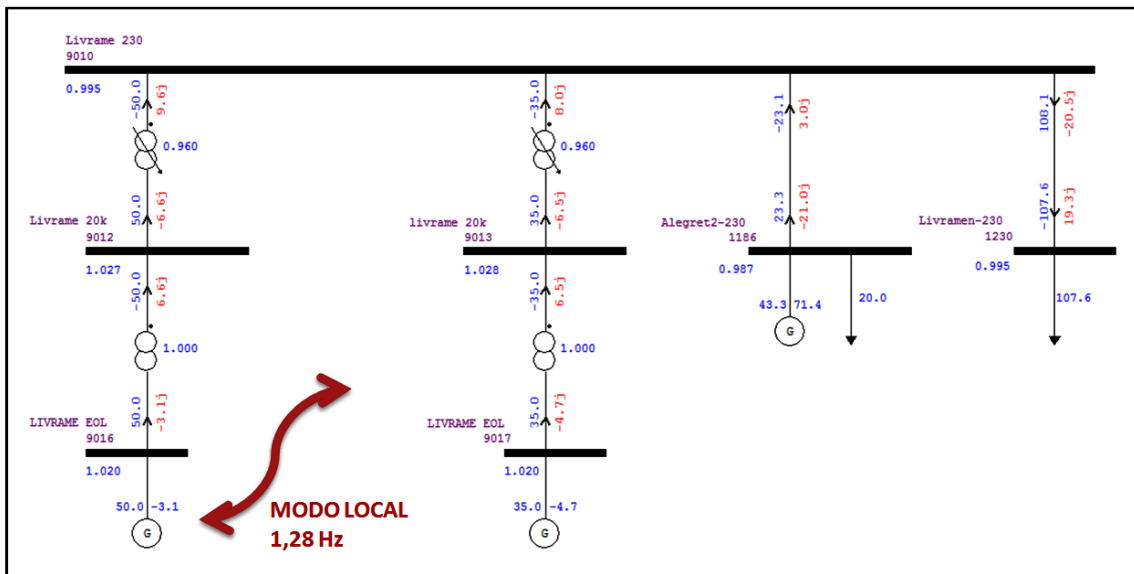 Livrame 230
9010
0.995
-50.0
9.6j
0.960
50.0
-6.6j
Livrame 20k
9012
1.027
-50.0
6.6j
1.000
50.0
-3.1j
LIVRAME EOL
9016
1.020
50.0 -3.1
G
-35.0
8.0j
0.960
35.0
-6.5j
livrame 20k
9013
1.028
-35.0
6.5j
1.000
35.0
-4.7j
LIVRAME EOL
9017
1.020
35.0 -4.7
G
-23.1
3.0j
23.3
-21.0j
Alegret2-230
1186
0.987
43.3 71.4
20.0
G
108.1
-20.5j
-107.6
19.3j
Livramen-230
1230
0.995
107.6
MODO LOCAL
1,28 Hz